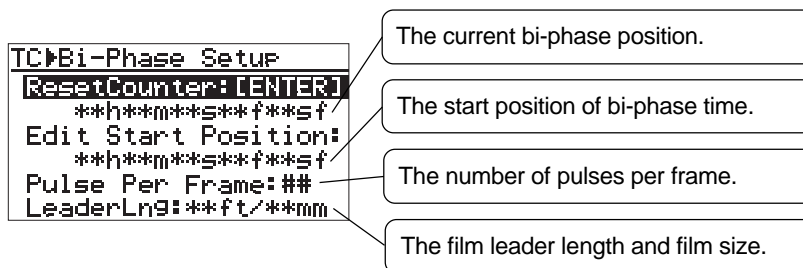 TC▶Bi-Phase Setup
ResetCounter:[ENTER]
**h**m**s**f**sf
Edit Start Position:
**h**m**s**f**sf
Pulse Per Frame:##
LeaderLng:**ft/**mm
The current bi-phase position.
The start position of bi-phase time.
The number of pulses per frame.
The film leader length and film size.